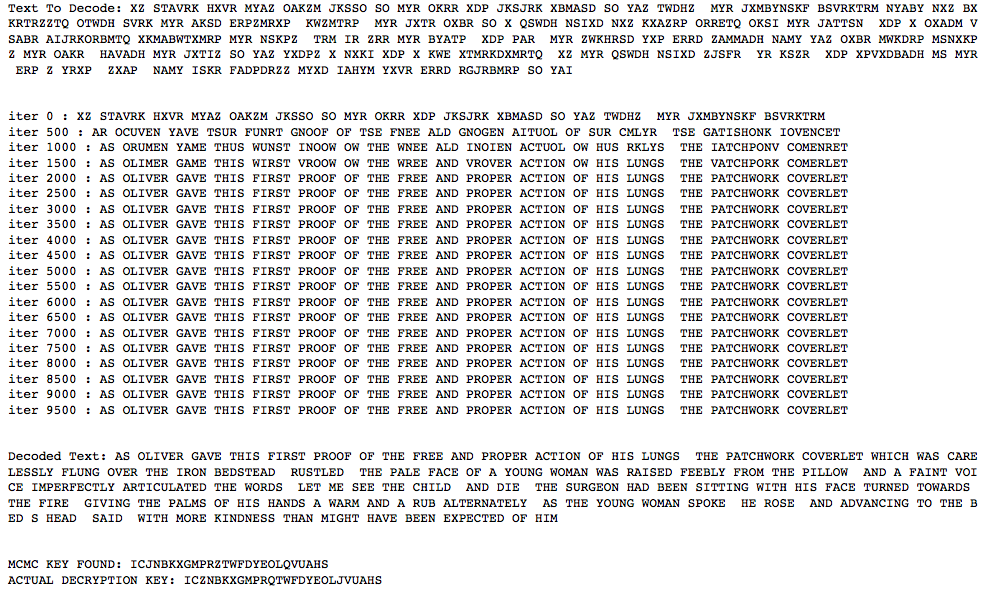 Text To Decode: XZ STAVRK HXVR MYAZ OAKZM JKSSO SO MYR OKRR XDP JKSJRK XBMASD SO YAZ TWDHZ   MYR JXMBYNSKF BSVRKTRM NYABY NXZ BX
KRTRZZTQ OTWDH SVRK MYR AKSD ERPZMRXP   KWZMTRP   MYR JXTR OXBR SO X QSWDH NSIXD NXZ KXAZRP ORRETQ OKSI MYR JATTSN   XDP X OXADM V
SABR AIJRKORBMTQ XKMABWTXMRP MYR NSKPZ   TRM IR ZRR MYR BYATP   XDP PAR   MYR ZWKHRSD YXP ERRD ZAMMADH NAMY YAZ OXBR MWKDRP MSNXKP
Z MYR OAKR   HAVADH MYR JXTIZ SO YAZ YXDPZ X NXKI XDP X KWE XTMRKDXMRTQ   XZ MYR QSWDH NSIXD ZJSFR   YR KSZR   XDP XPVXDBADH MS MYR
 ERP Z YRXP   ZXAP   NAMY ISKR FADPDRZZ MYXD IAHYM YXVR ERRD RGJRBMRP SO YAI
iter 0 : XZ STAVRK HXVR MYAZ OAKZM JKSSO SO MYR OKRR XDP JKSJRK XBMASD SO YAZ TWDHZ   MYR JXMBYNSKF BSVRKTRM
iter 500 : AR OCUVEN YAVE TSUR FUNRT GNOOF OF TSE FNEE ALD GNOGEN AITUOL OF SUR CMLYR   TSE GATISHONK IOVENCET
iter 1000 : AS ORUMEN YAME THUS WUNST INOOW OW THE WNEE ALD INOIEN ACTUOL OW HUS RKLYS   THE IATCHPONV COMENRET
iter 1500 : AS OLIMER GAME THIS WIRST VROOW OW THE WREE AND VROVER ACTION OW HIS LUNGS   THE VATCHPORK COMERLET
iter 2000 : AS OLIVER GAVE THIS FIRST PROOF OF THE FREE AND PROPER ACTION OF HIS LUNGS   THE PATCHWORK COVERLET
iter 2500 : AS OLIVER GAVE THIS FIRST PROOF OF THE FREE AND PROPER ACTION OF HIS LUNGS   THE PATCHWORK COVERLET
iter 3000 : AS OLIVER GAVE THIS FIRST PROOF OF THE FREE AND PROPER ACTION OF HIS LUNGS   THE PATCHWORK COVERLET
iter 3500 : AS OLIVER GAVE THIS FIRST PROOF OF THE FREE AND PROPER ACTION OF HIS LUNGS   THE PATCHWORK COVERLET
iter 4000 : AS OLIVER GAVE THIS FIRST PROOF OF THE FREE AND PROPER ACTION OF HIS LUNGS   THE PATCHWORK COVERLET
iter 4500 : AS OLIVER GAVE THIS FIRST PROOF OF THE FREE AND PROPER ACTION OF HIS LUNGS   THE PATCHWORK COVERLET
iter 5000 : AS OLIVER GAVE THIS FIRST PROOF OF THE FREE AND PROPER ACTION OF HIS LUNGS   THE PATCHWORK COVERLET
iter 5500 : AS OLIVER GAVE THIS FIRST PROOF OF THE FREE AND PROPER ACTION OF HIS LUNGS   THE PATCHWORK COVERLET
iter 6000 : AS OLIVER GAVE THIS FIRST PROOF OF THE FREE AND PROPER ACTION OF HIS LUNGS   THE PATCHWORK COVERLET
iter 6500 : AS OLIVER GAVE THIS FIRST PROOF OF THE FREE AND PROPER ACTION OF HIS LUNGS   THE PATCHWORK COVERLET
iter 7000 : AS OLIVER GAVE THIS FIRST PROOF OF THE FREE AND PROPER ACTION OF HIS LUNGS   THE PATCHWORK COVERLET
iter 7500 : AS OLIVER GAVE THIS FIRST PROOF OF THE FREE AND PROPER ACTION OF HIS LUNGS   THE PATCHWORK COVERLET
iter 8000 : AS OLIVER GAVE THIS FIRST PROOF OF THE FREE AND PROPER ACTION OF HIS LUNGS   THE PATCHWORK COVERLET
iter 8500 : AS OLIVER GAVE THIS FIRST PROOF OF THE FREE AND PROPER ACTION OF HIS LUNGS   THE PATCHWORK COVERLET
iter 9000 : AS OLIVER GAVE THIS FIRST PROOF OF THE FREE AND PROPER ACTION OF HIS LUNGS   THE PATCHWORK COVERLET
iter 9500 : AS OLIVER GAVE THIS FIRST PROOF OF THE FREE AND PROPER ACTION OF HIS LUNGS   THE PATCHWORK COVERLET
Decoded Text: AS OLIVER GAVE THIS FIRST PROOF OF THE FREE AND PROPER ACTION OF HIS LUNGS   THE PATCHWORK COVERLET WHICH WAS CARE
LESSLY FLUNG OVER THE IRON BEDSTEAD   RUSTLED   THE PALE FACE OF A YOUNG WOMAN WAS RAISED FEEBLY FROM THE PILLOW   AND A FAINT VOI
CE IMPERFECTLY ARTICULATED THE WORDS   LET ME SEE THE CHILD   AND DIE   THE SURGEON HAD BEEN SITTING WITH HIS FACE TURNED TOWARDS
THE FIRE   GIVING THE PALMS OF HIS HANDS A WARM AND A RUB ALTERNATELY   AS THE YOUNG WOMAN SPOKE   HE ROSE   AND ADVANCING TO THE B
ED S HEAD   SAID   WITH MORE KINDNESS THAN MIGHT HAVE BEEN EXPECTED OF HIM
MCMC KEY FOUND: ICJNBKXGMPRZTWFDYEOLQVUAHS
ACTUAL DECRYPTION KEY: ICZNBKXGMPRQTWFDYEOLJVUAHS